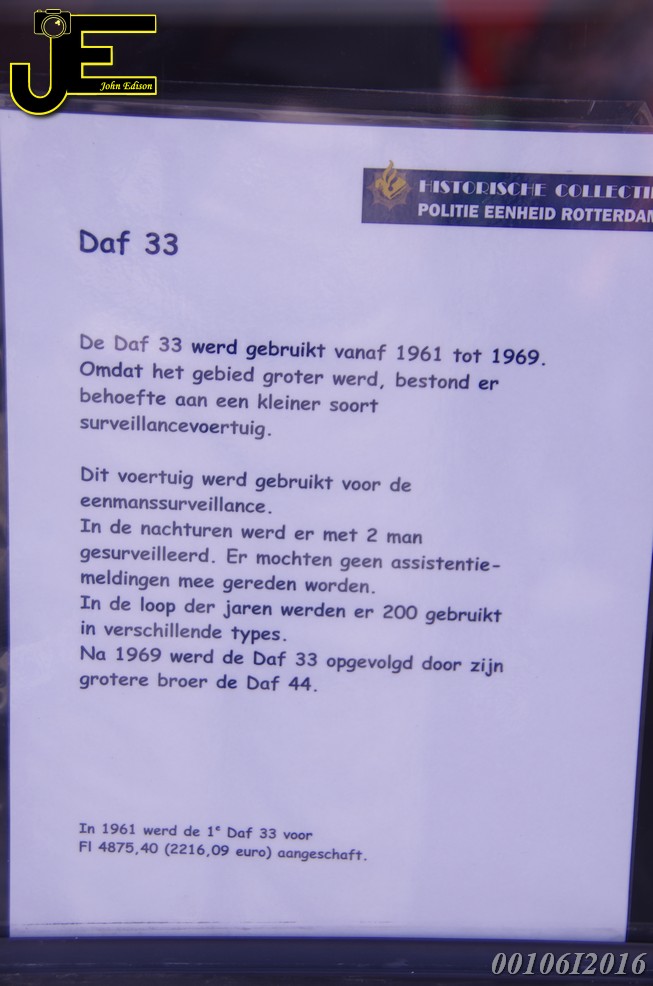 JE
John Edison
HISTORISCHE COLLECTI
POLITIE EENHEID ROTTERDAM
Daf 33
De Daf 33 werd gebruikt vanaf 1961 tot 1969.
Omdat het gebied groter werd, bestond er
behoefte aan een kleiner soort
surveillancevoertuig.
Dit voertuig werd gebruikt voor de
eenmanssurveillance.
In de nachturen werd er met 2 man
gesurveilleerd. Er mochten geen assistentie-
meldingen mee gereden worden.
In de loop der jaren werden er 200 gebruikt
in verschillende types.
Na 1969 werd de Daf 33 opgevolgd door zijn
grotere broer de Daf 44.
In 1961 werd de 1e Daf 33 voor
Fl 4875,40 (2216,09 euro) aangeschaft.
00106I2016